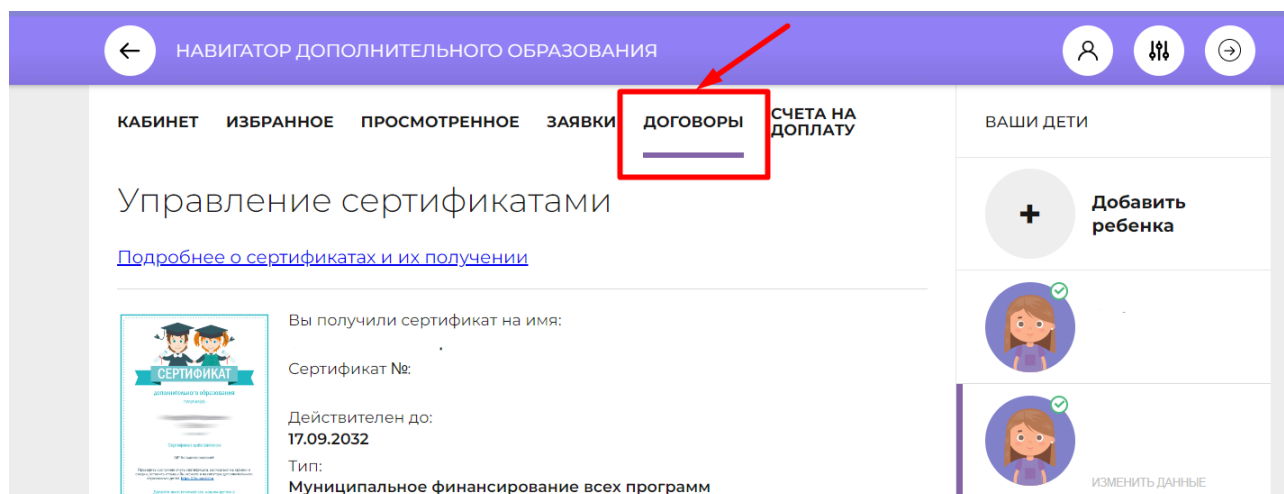 НАВИГАТОР ДОПОЛНИТЕЛЬНОГО ОБРАЗОВАНИЯ
КАБИНЕТ ИЗБРАННОЕ ПРОСМОТРЕННОЕ ЗАЯВКИ ДОГОВОРЫ СЧЕТА НА
ДОПЛАТУ
ВАШИ ДЕТИ
Управление сертификатами
Подробнее о сертификатах и их получении
Добавить
ребенка
Вы получили сертификат на имя:
Сертификат №:
Действителен до:
17.09.2032
Тип:
Муниципальное финансирование всех программ
СЕРТИФИКАТ
дополнительного образования
ИЗМЕНИТЬ ДАННЫЕ